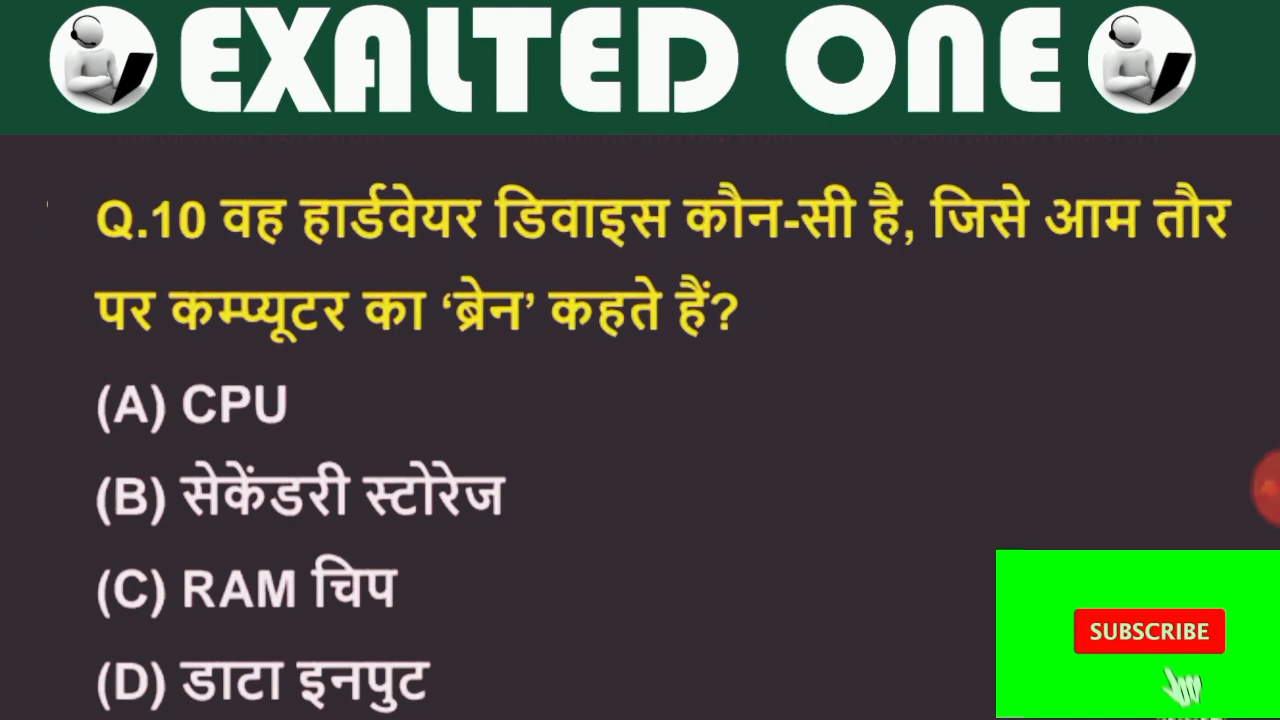 EXALTED ONE
Q.10 वह हार्डवेयर डिवाइस कौन-सी है, जिसे आम तौर
पर कम्प्यूटर का ‘ब्रेन’ कहते हैं?
(A) CPU
(B) सेकेंडरी स्टोरेज
(C) RAM चिप
(D) डाटा इनपुट
SUBSCRIBE